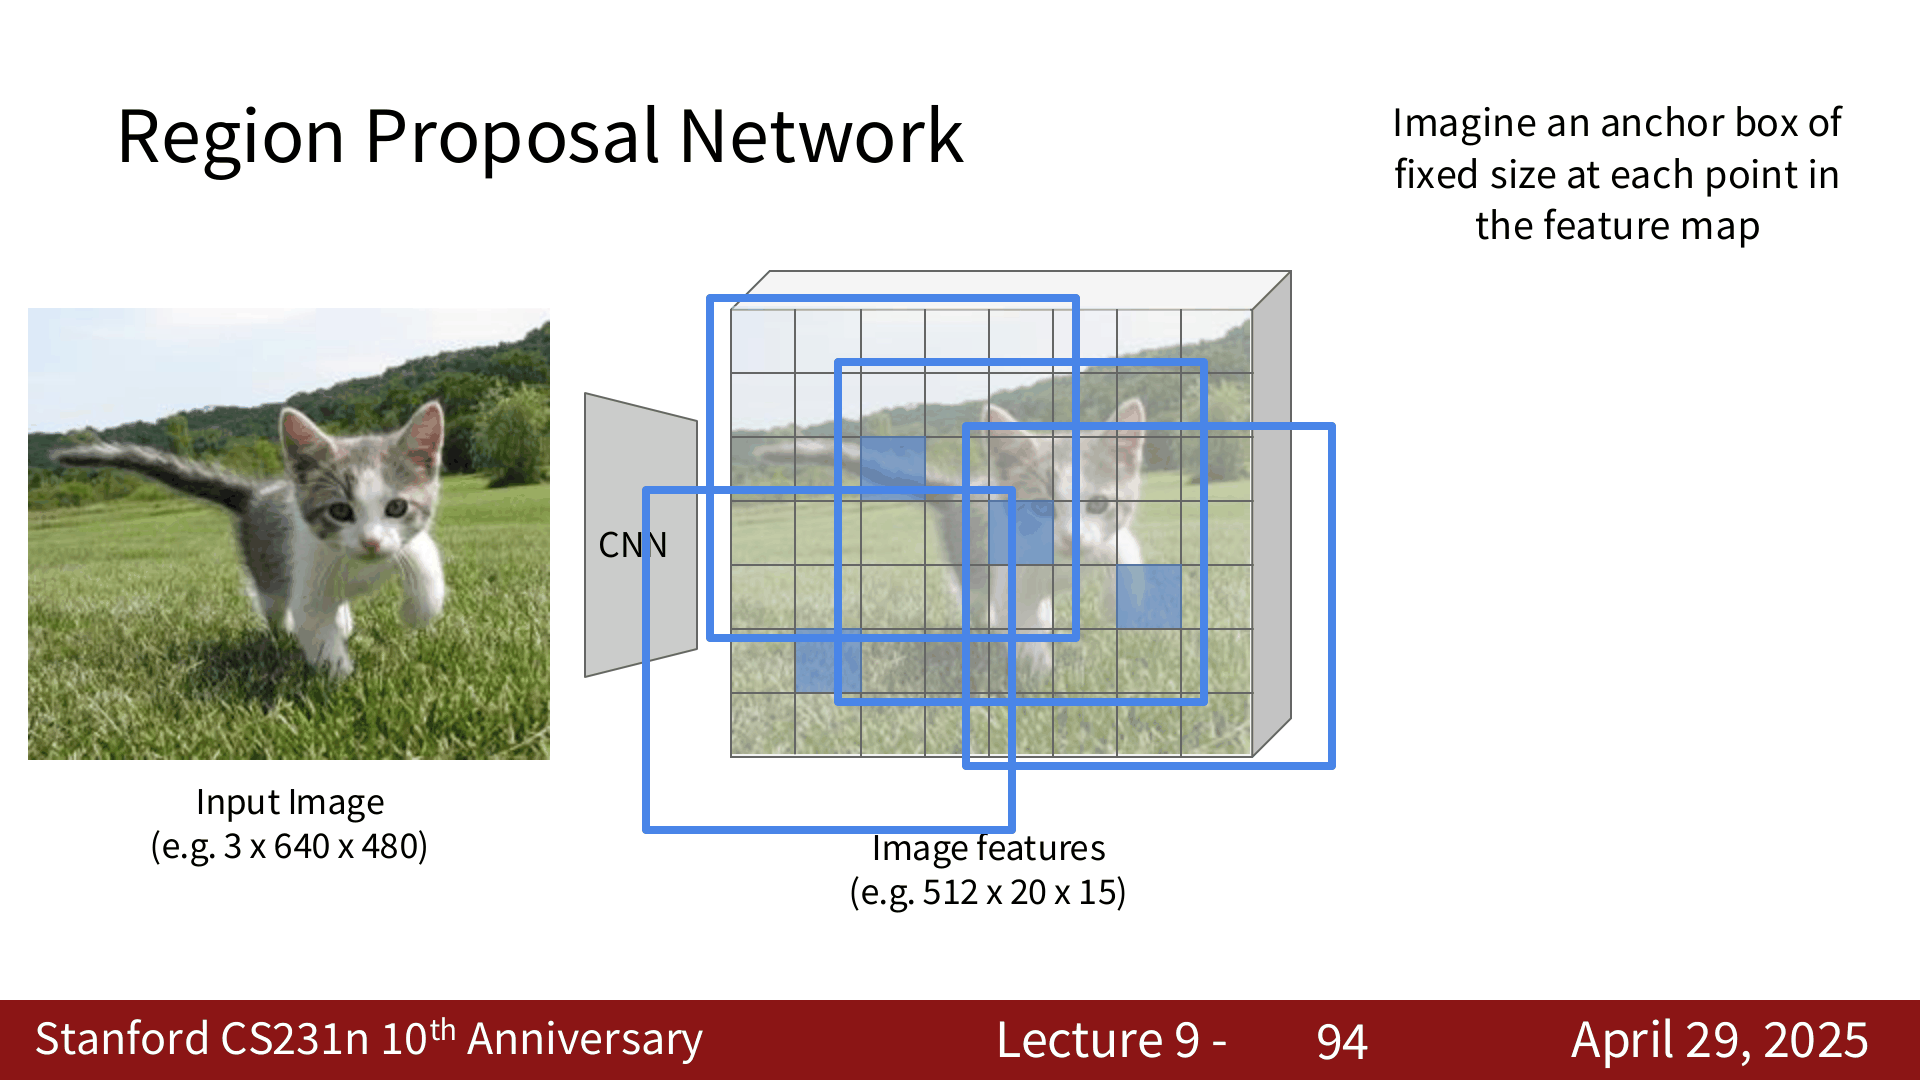 Region Proposal Network
Imagine an anchor box of
fixed size at each point in
the feature map
CNN
Input Image
(e.g. 3 x 640 x 480)
Image features
(e.g. 512 x 20 x 15)
Stanford CS231n 10th Anniversary
Lecture 9 - 94
April 29, 2025